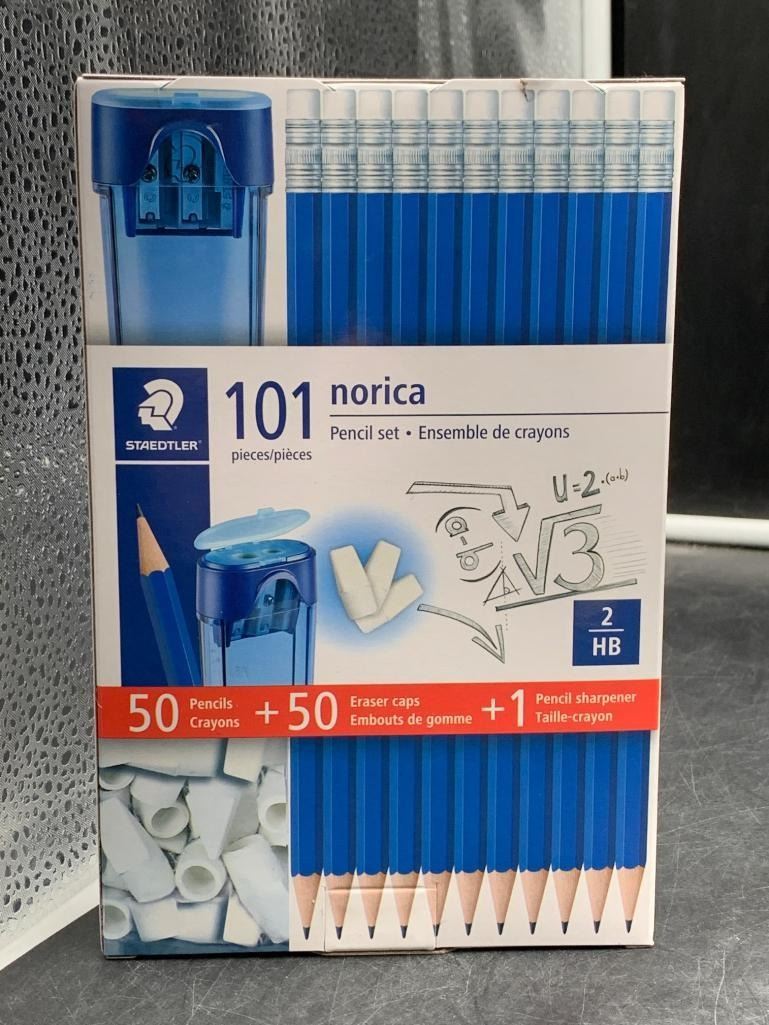 STAEDTLER
101
pieces/pièces
norica
Pencil set • Ensemble de crayons
U=2·(a+b)
a-b
√3
2
HB
50 Pencils
Crayons
+ 50 Eraser caps
Embouts de gomme
+ 1 Pencil sharpener
Taille-crayon